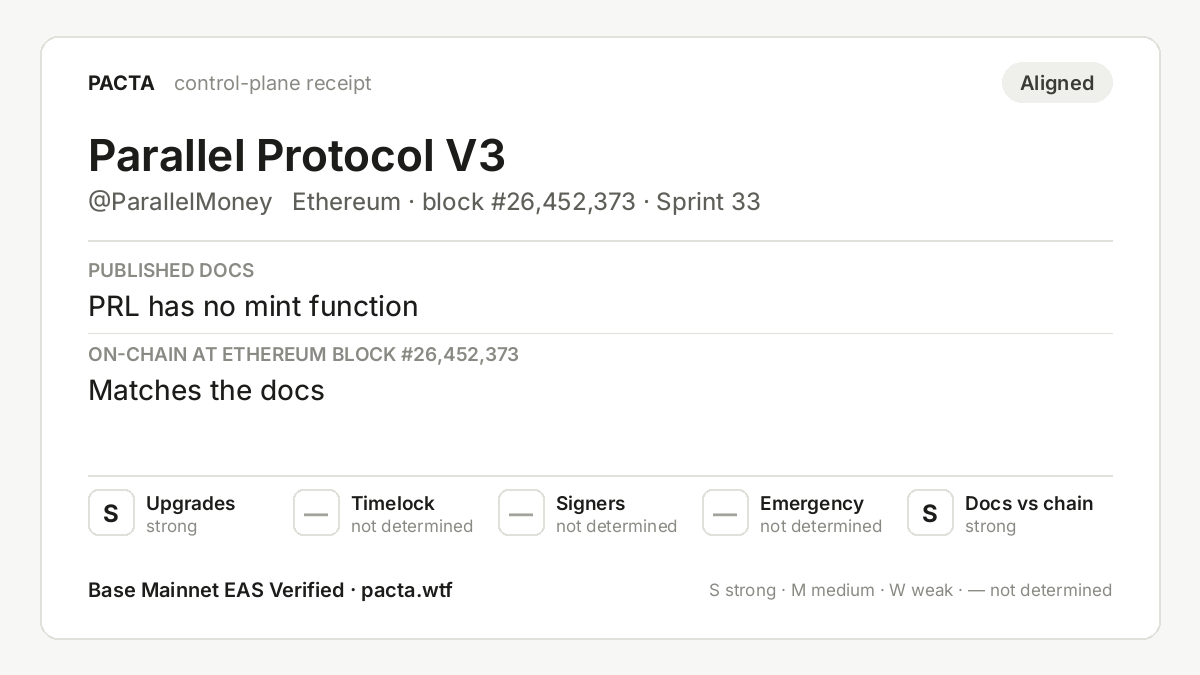 PACTA control-plane receipt
Aligned
Parallel Protocol V3
@ParallelMoney Ethereum · block #26,452,373 · Sprint 33
PUBLISHED DOCS
PRL has no mint function
ON-CHAIN AT ETHEREUM BLOCK #26,452,373
Matches the docs
S Upgrades
strong
— Timelock
not determined
— Signers
not determined
— Emergency
not determined
S Docs vs chain
strong
Base Mainnet EAS Verified · pacta.wtf
S strong · M medium · W weak · — not determined